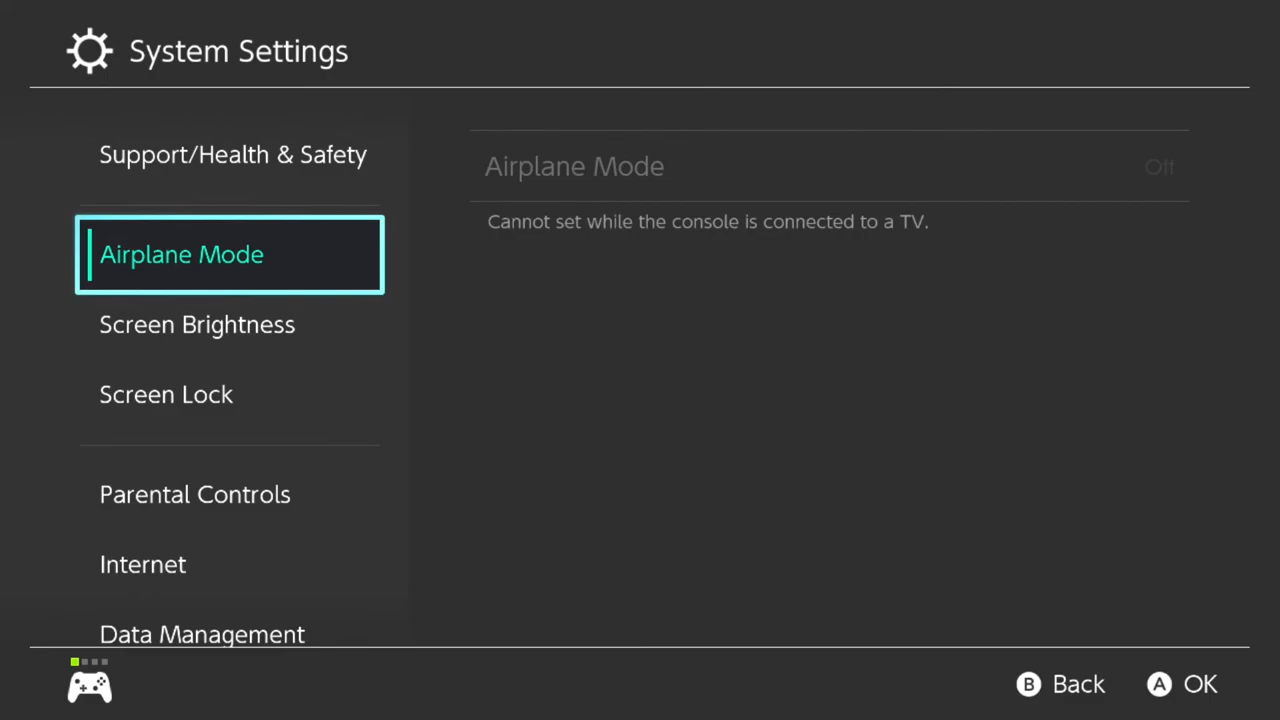 System Settings
Support/Health & Safety
Airplane Mode
Screen Brightness
Screen Lock
Parental Controls
Internet
Data Management
Airplane Mode Off
Cannot set while the console is connected to a TV.
B Back A OK